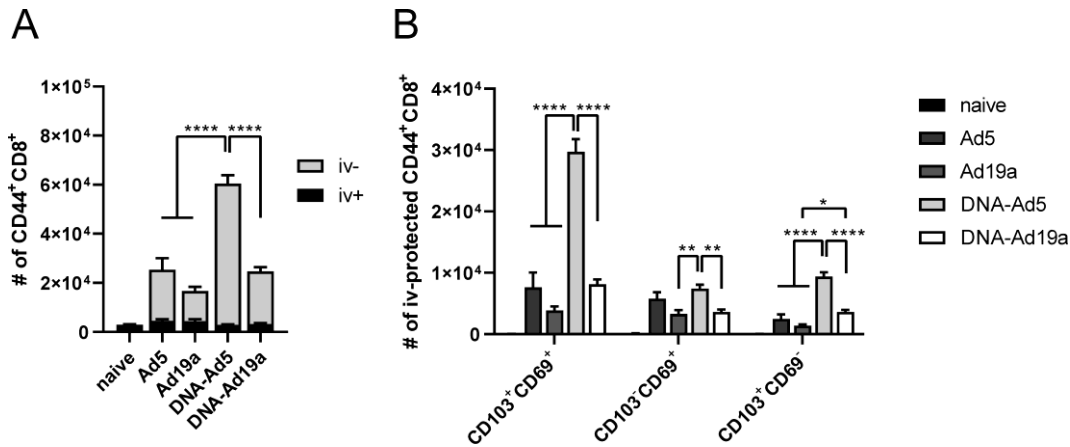 A
# of CD44⁺CD8⁺
1×10⁵
8×10⁴
6×10⁴
4×10⁴
2×10⁴
0
**** ****
naive
Ad5
Ad19a
DNA-Ad5
DNA-Ad19a
iv-
iv+
B
# of iv-protected CD44⁺CD8⁺
4×10⁴
3×10⁴
2×10⁴
1×10⁴
0
**** ****
** **
*
**** ****
CD103⁺CD69⁺
CD103⁻CD69⁺
CD103⁺CD69⁻
naive
Ad5
Ad19a
DNA-Ad5
DNA-Ad19a